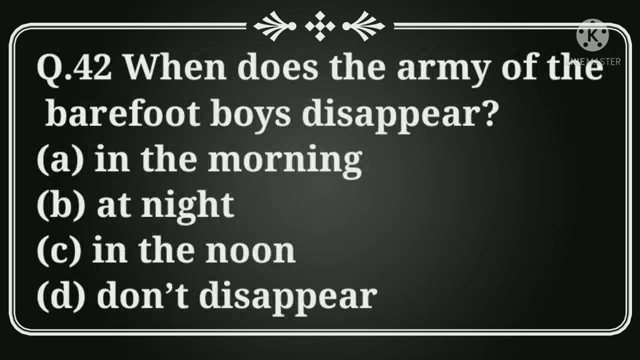 Q.42 When does the army of the
barefoot boys disappear?
(a) in the morning
(b) at night
(c) in the noon
(d) don't disappear
K